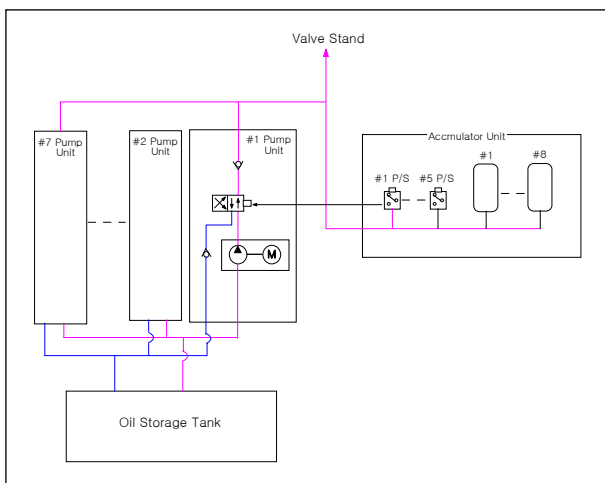 Valve Stand
#7 Pump
Unit
#2 Pump
Unit
#1 Pump
Unit
Accmulator Unit
#1 P/S
#5 P/S
#1
#8
M
Oil Storage Tank